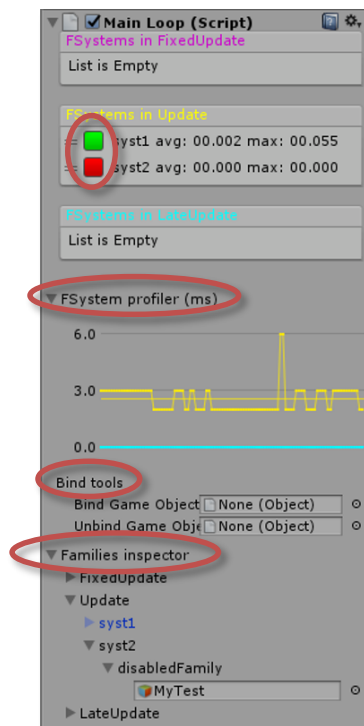 Main Loop (Script)
FSystems in FixedUpdate
List is Empty
FSystems in Update
syst1 avg: 00.002 max: 00.055
syst2 avg: 00.000 max: 00.000
FSystems in LateUpdate
List is Empty
FSystem profiler (ms)
6.0
3.0
0.0
Bind tools
Bind Game Object None (Object)
Unbind Game Obje None (Object)
Families inspector
FixedUpdate
Update
syst1
syst2
disabledFamily
MyTest
LateUpdate